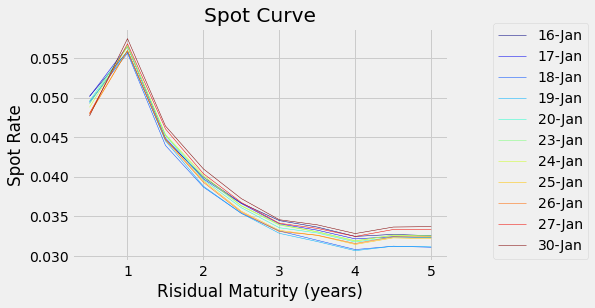 Spot Curve
Spot Rate
0.055
0.050
0.045
0.040
0.035
0.030
1 2 3 4 5
Risidual Maturity (years)
16-Jan
17-Jan
18-Jan
19-Jan
20-Jan
23-Jan
24-Jan
25-Jan
26-Jan
27-Jan
30-Jan